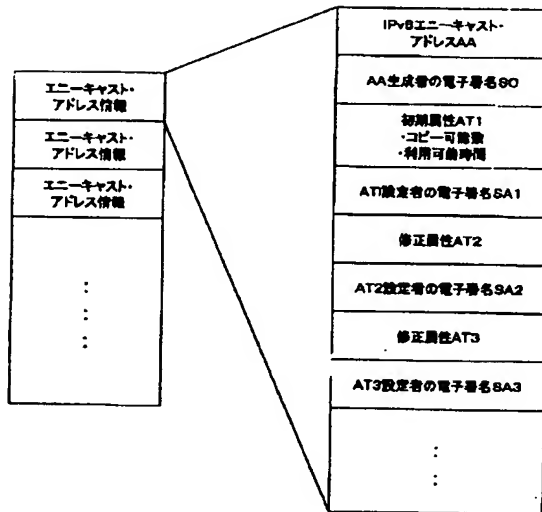 エニーキャスト・
アドレス情報
エニーキャスト・
アドレス情報
エニーキャスト・
アドレス情報
IPv6エニーキャスト・
アドレスAA
AA生成者の電子署名SO
初期属性AT1
・コピー可能数
・利用可能時間
AT1設定者の電子署名SA1
修正属性AT2
AT2設定者の電子署名SA2
修正属性AT3
AT3設定者の電子署名SA3